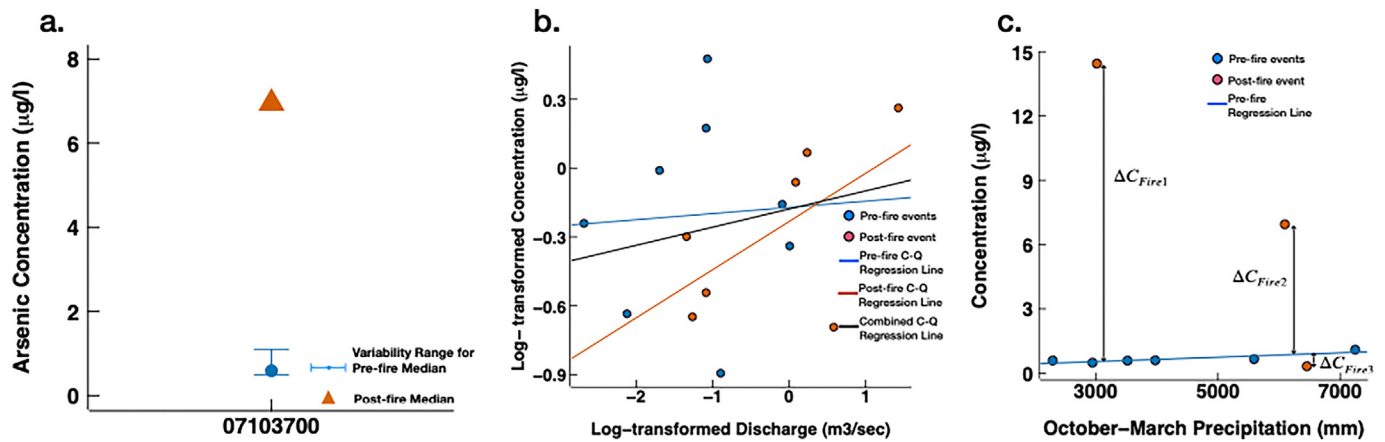 a.
8
6
4
2
0
Arsenic Concentration (μg/l)
Variability Range for
Pre-fire Median
Post-fire Median
07103700
b.
0.3
0
−0.3
−0.6
−0.9
Log− transformed Concentration (μg/l)
Pre-fire events
Post-fire event
Pre-fire C-Q
Regression Line
Post-fire C-Q
Regression Line
Combined C-Q
Regression Line
−2 −1 0 1
Log−transformed Discharge (m3/sec)
c.
15
12
9
6
3
0
Concentration (μg/l)
Pre-fire events
Post-fire event
Pre-fire
Regression Line
ΔC_Fire1
ΔC_Fire2
ΔC_Fire3
3000 5000 7000
October−March Precipitation (mm)